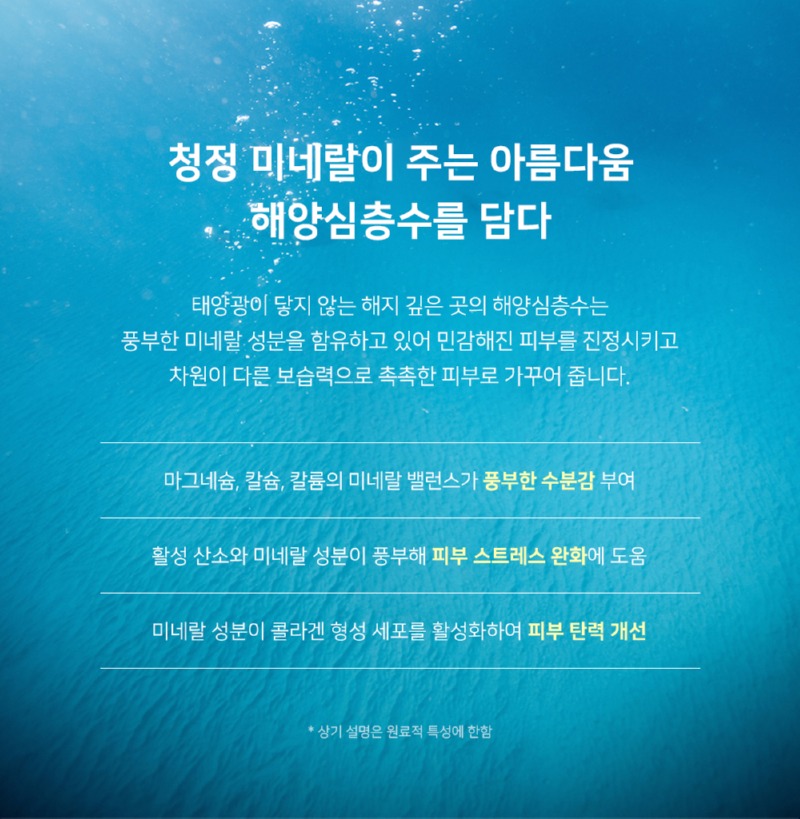 청정 미네랄이 주는 아름다움
해양심층수를 담다
태양광이 닿지 않는 해지 깊은 곳의 해양심층수는
풍부한 미네랄 성분을 함유하고 있어 민감해진 피부를 진정시키고
차원이 다른 보습력으로 촉촉한 피부로 가꾸어 줍니다.
마그네슘, 칼슘, 칼륨의 미네랄 밸런스가 풍부한 수분감 부여
활성 산소와 미네랄 성분이 풍부해 피부 스트레스 완화에 도움
미네랄 성분이 콜라겐 형성 세포를 활성화하여 피부 탄력 개선
* 상기 설명은 원료적 특성에 한함